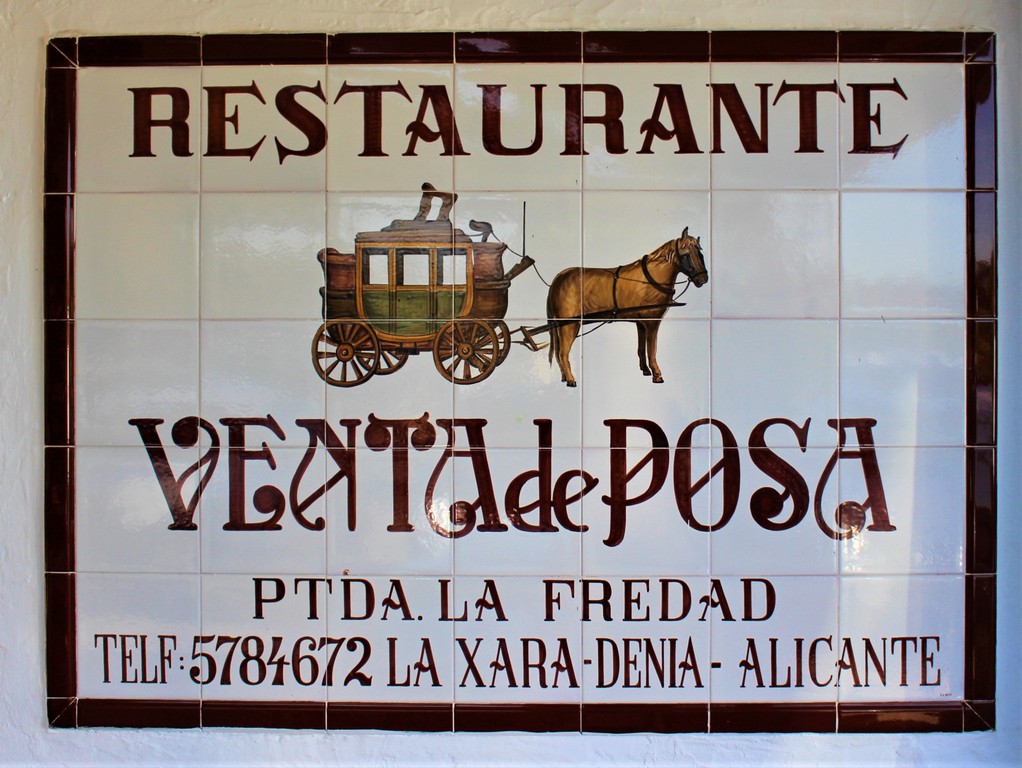 RESTAURANTE
VENTA de POSA
PTDA. LA FREDAD
TELF: 5784672 LA XARA - DENIA - ALICANTE